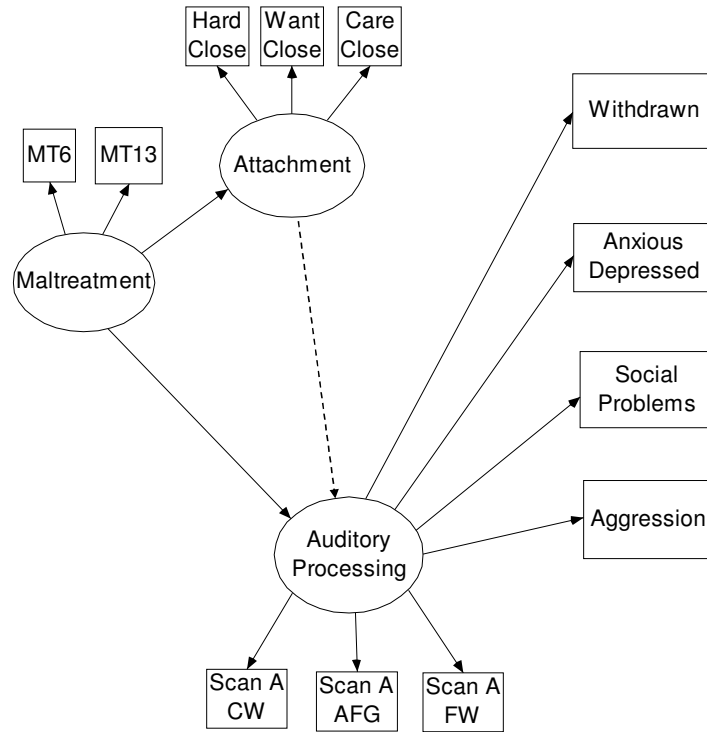 Hard
Close
Want
Close
Care
Close
Withdrawn
MT6
MT13
Attachment
Maltreatment
Anxious
Depressed
Social
Problems
Aggression
Auditory
Processing
Scan A
CW
Scan A
AFG
Scan A
FW